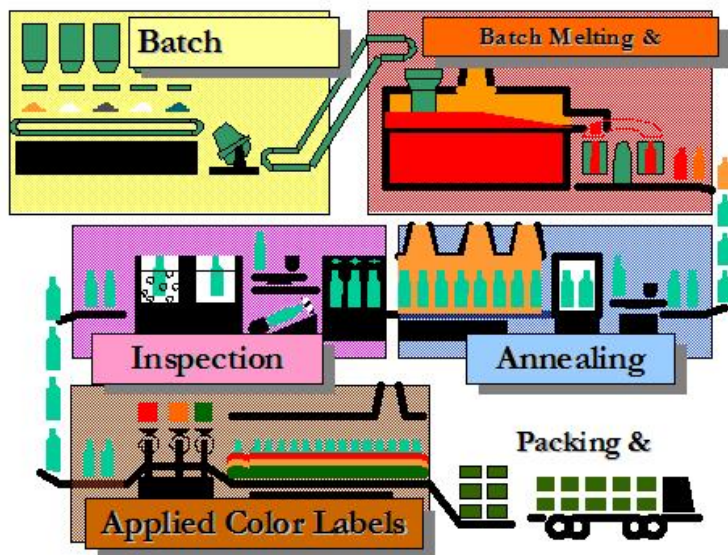 Batch
Batch Melting &
Inspection
Annealing
Packing &
Applied Color Labels